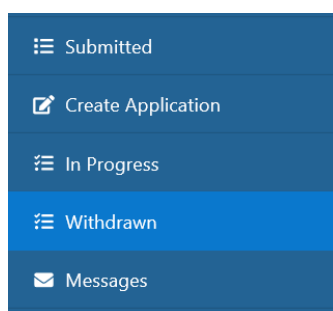 Submitted
Create Application
In Progress
Withdrawn
Messages